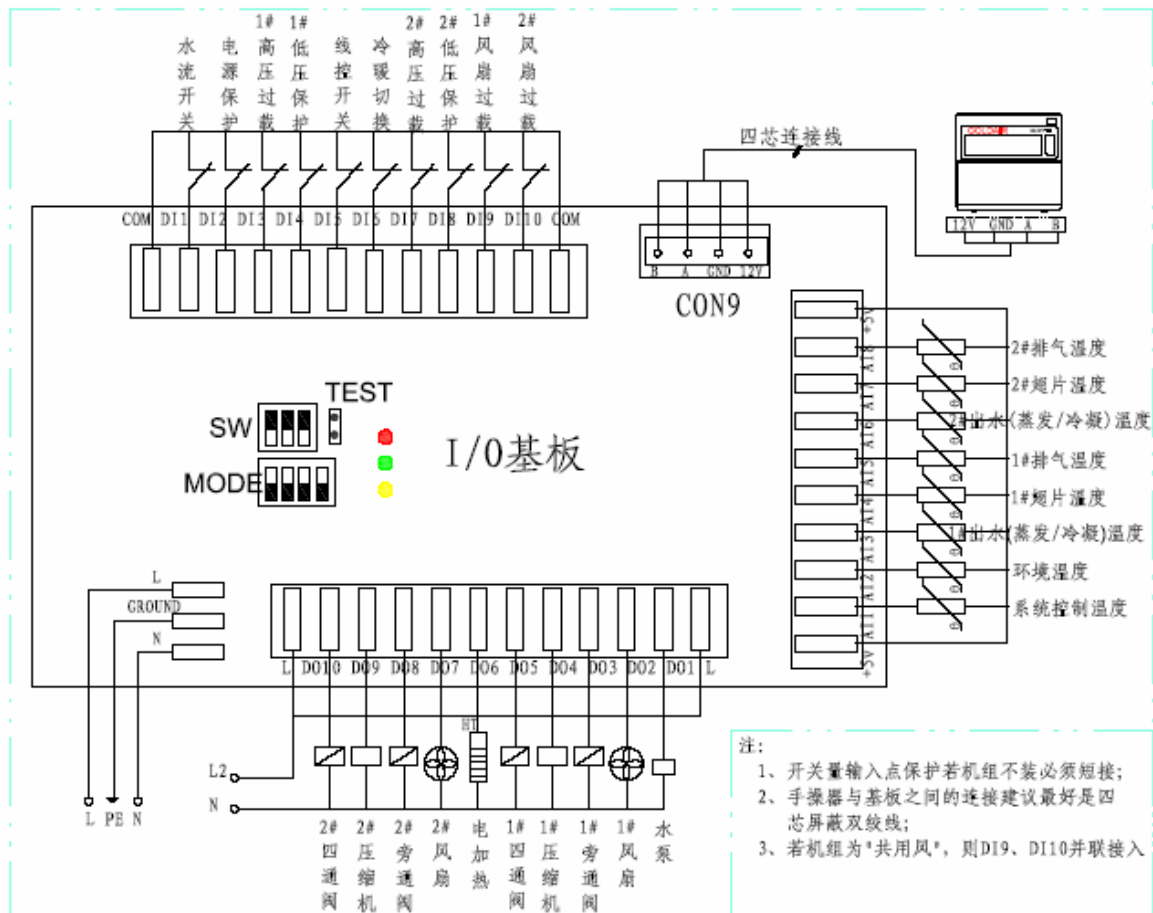 水流开关
电源保护
1#高压过载
1#低压保护
线控开关
冷暖切换
2#高压过载
2#低压保护
1#风扇过载
2#风扇过载
四芯连接线
COM DI1 DI2 DI3 DI4 DI5 DI6 DI7 DI8 DI9 DI10 COM
12V GND A B
B A GND 12V
CON9
+5V
AI8
2#排气温度
AI7
2#翅片温度
AI6
2#出水(蒸发/冷凝)温度
AI5
1#排气温度
AI4
1#翅片温度
AI3
1#出水(蒸发/冷凝)温度
AI2
环境温度
AI1
系统控制温度
+5V
TEST
SW
MODE
I/O基板
L
GROUND
N
L DO10 DO9 DO8 DO7 DO6 DO5 DO4 DO3 DO2 DO1 L
HT
L2
N
L PE N
2#四通阀
2#压缩机
2#旁通阀
2#风扇
电加热
1#四通阀
1#压缩机
1#旁通阀
1#风扇
水泵
注:
1、开关量输入点保护若机组不装必须短接;
2、手操器与基板之间的连接建议最好是四
芯屏蔽双绞线;
3、若机组为"共用风", 则DI9、DI10并联接入